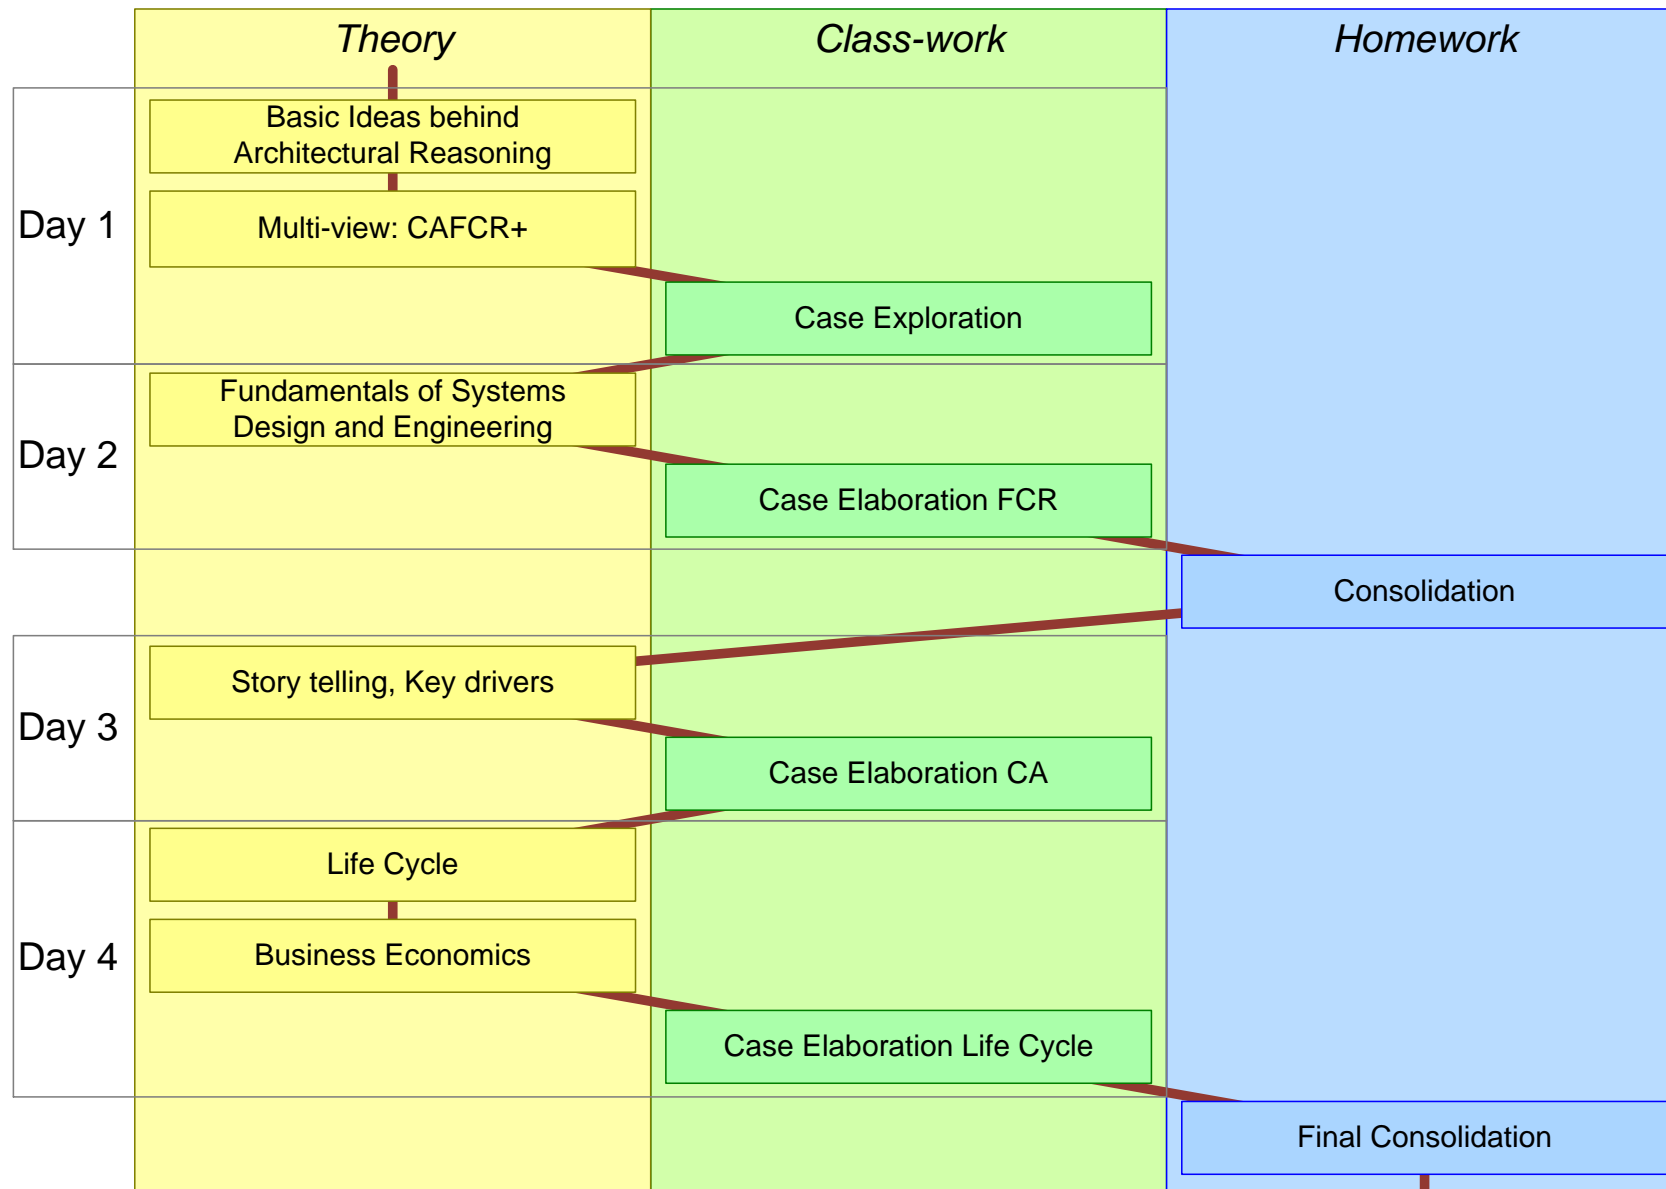 Theory
Class-work
Homework
Day 1
Basic Ideas behind
Architectural Reasoning
Multi-view: CAFCR+
Case Exploration
Day 2
Fundamentals of Systems
Design and Engineering
Case Elaboration FCR
Consolidation
Day 3
Story telling, Key drivers
Case Elaboration CA
Day 4
Life Cycle
Business Economics
Case Elaboration Life Cycle
Final Consolidation